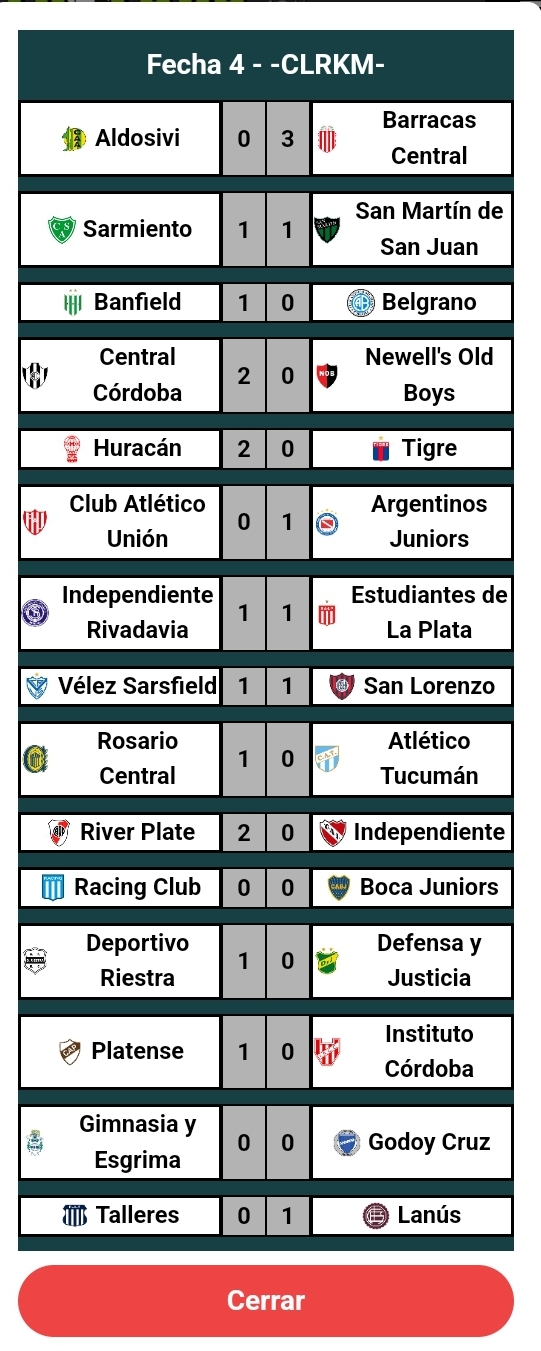 Fecha 4 - -CLRKM-
Aldosivi 0 3 Barracas
Central
Sarmiento 1 1 San Martín de
San Juan
Banfield 1 0 Belgrano
Central
Córdoba 2 0 Newell's Old
Boys
Huracán 2 0 Tigre
Club Atlético
Unión 0 1 Argentinos
Juniors
Independiente
Rivadavia 1 1 Estudiantes de
La Plata
Vélez Sarsfield 1 1 San Lorenzo
Rosario
Central 1 0 Atlético
Tucumán
River Plate 2 0 Independiente
Racing Club 0 0 Boca Juniors
Deportivo
Riestra 1 0 Defensa y
Justicia
Platense 1 0 Instituto
Córdoba
Gimnasia y
Esgrima 0 0 Godoy Cruz
Talleres 0 1 Lanús
Cerrar